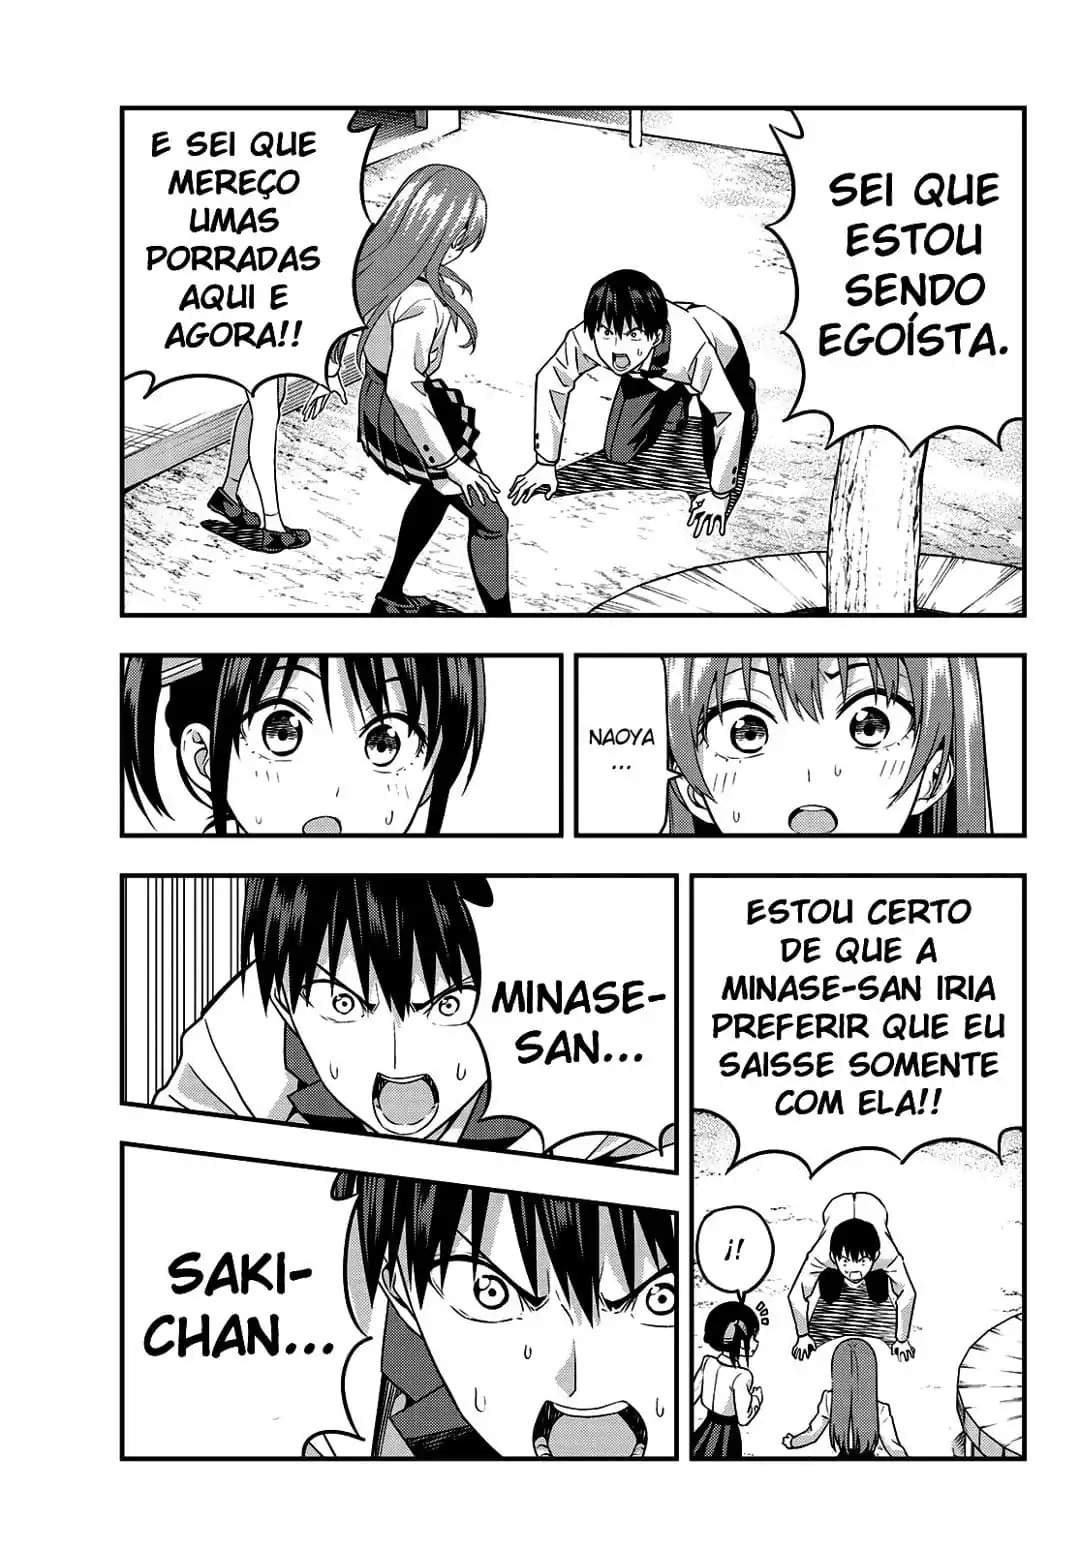 SEI QUE
ESTOU
SENDO
EGOÍSTA.
E SEI QUE
MEREÇO
UMAS
PORRADAS
AQUI E
AGORA!!
NAOYA
...
ESTOU CERTO
DE QUE A
MINASE-SAN IRIA
PREFERIR QUE EU
SAISSE SOMENTE
COM ELA!!
¡!
MINASE-
SAN...
SAKI-
CHAN...